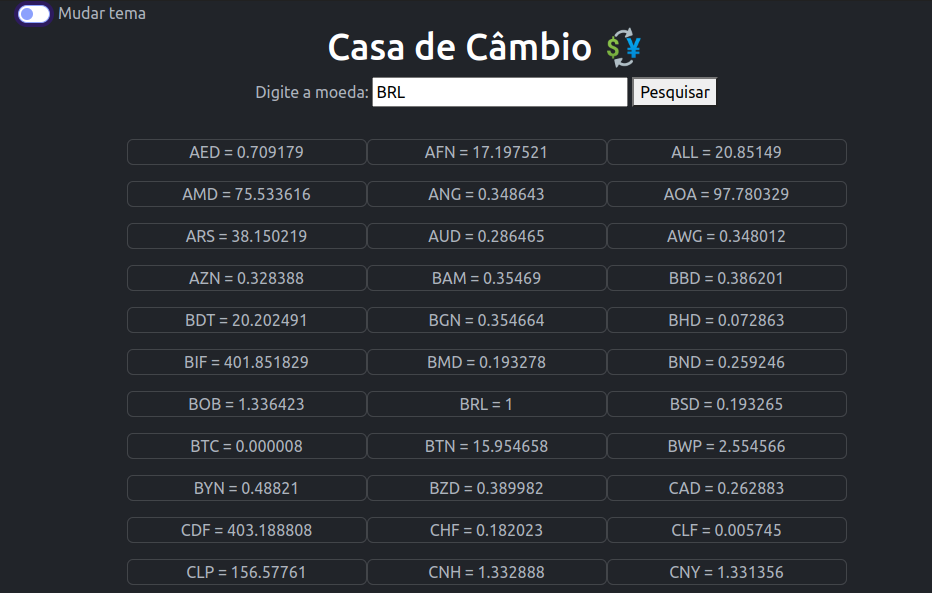 Mudar tema
Casa de Câmbio
Digite a moeda: BRL Pesquisar
AED = 0.709179 AFN = 17.197521 ALL = 20.85149
AMD = 75.533616 ANG = 0.348643 AOA = 97.780329
ARS = 38.150219 AUD = 0.286465 AWG = 0.348012
AZN = 0.328388 BAM = 0.35469 BBD = 0.386201
BDT = 20.202491 BGN = 0.354664 BHD = 0.072863
BIF = 401.851829 BMD = 0.193278 BND = 0.259246
BOB = 1.336423 BRL = 1 BSD = 0.193265
BTC = 0.000008 BTN = 15.954658 BWP = 2.554566
BYN = 0.48821 BZD = 0.389982 CAD = 0.262883
CDF = 403.188808 CHF = 0.182023 CLF = 0.005745
CLP = 156.57761 CNH = 1.332888 CNY = 1.331356